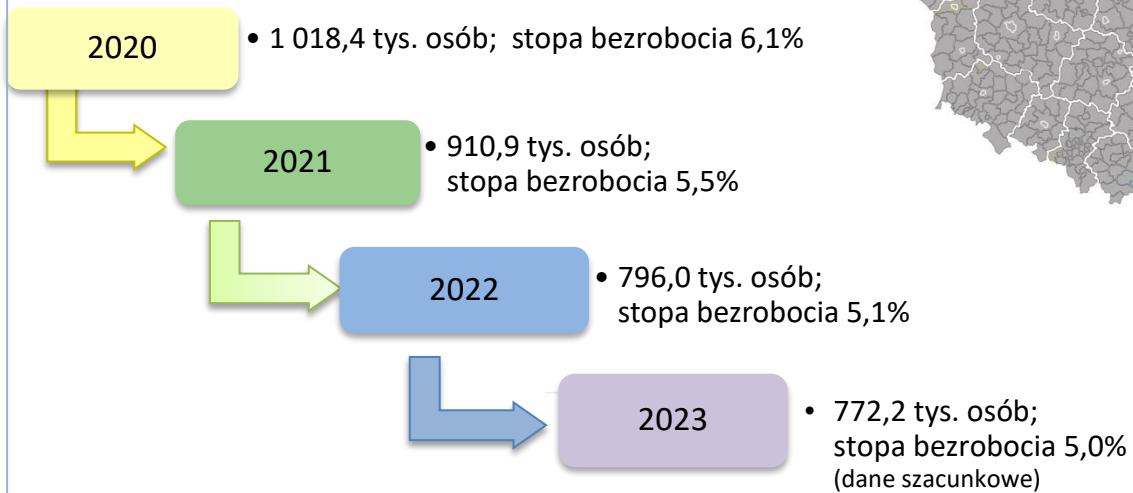 2020
• 1 018,4 tys. osób; stopa bezrobocia 6,1%
2021
• 910,9 tys. osób;
stopa bezrobocia 5,5%
2022
• 796,0 tys. osób;
stopa bezrobocia 5,1%
2023
• 772,2 tys. osób;
stopa bezrobocia 5,0%
(dane szacunkowe)